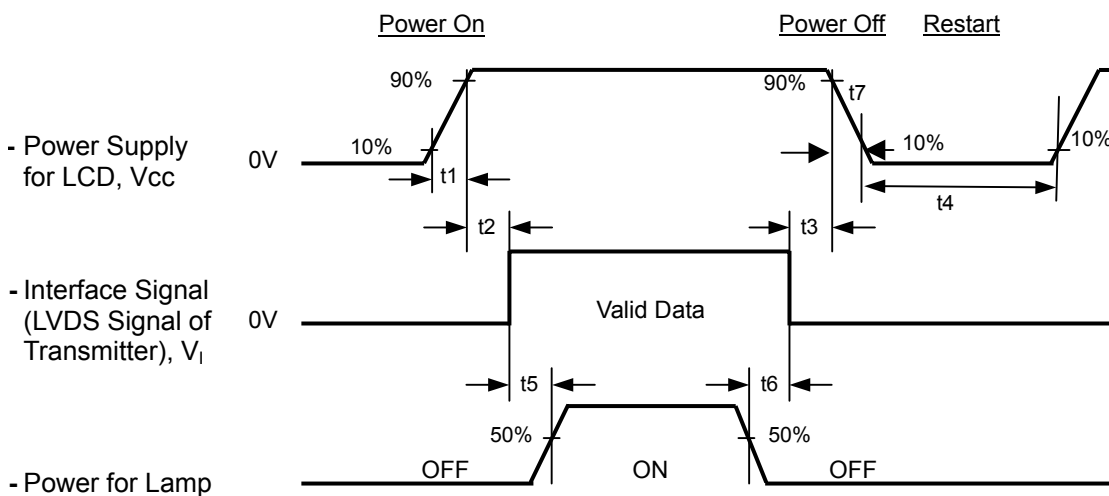 Power On
Power Off Restart
90% 90% t7
- Power Supply
for LCD, Vcc
0V 10% 10% 10%
t1 t4
t2 t3
- Interface Signal
(LVDS Signal of
Transmitter), VI
0V Valid Data
t5 t6
50% 50%
- Power for Lamp
OFF ON OFF